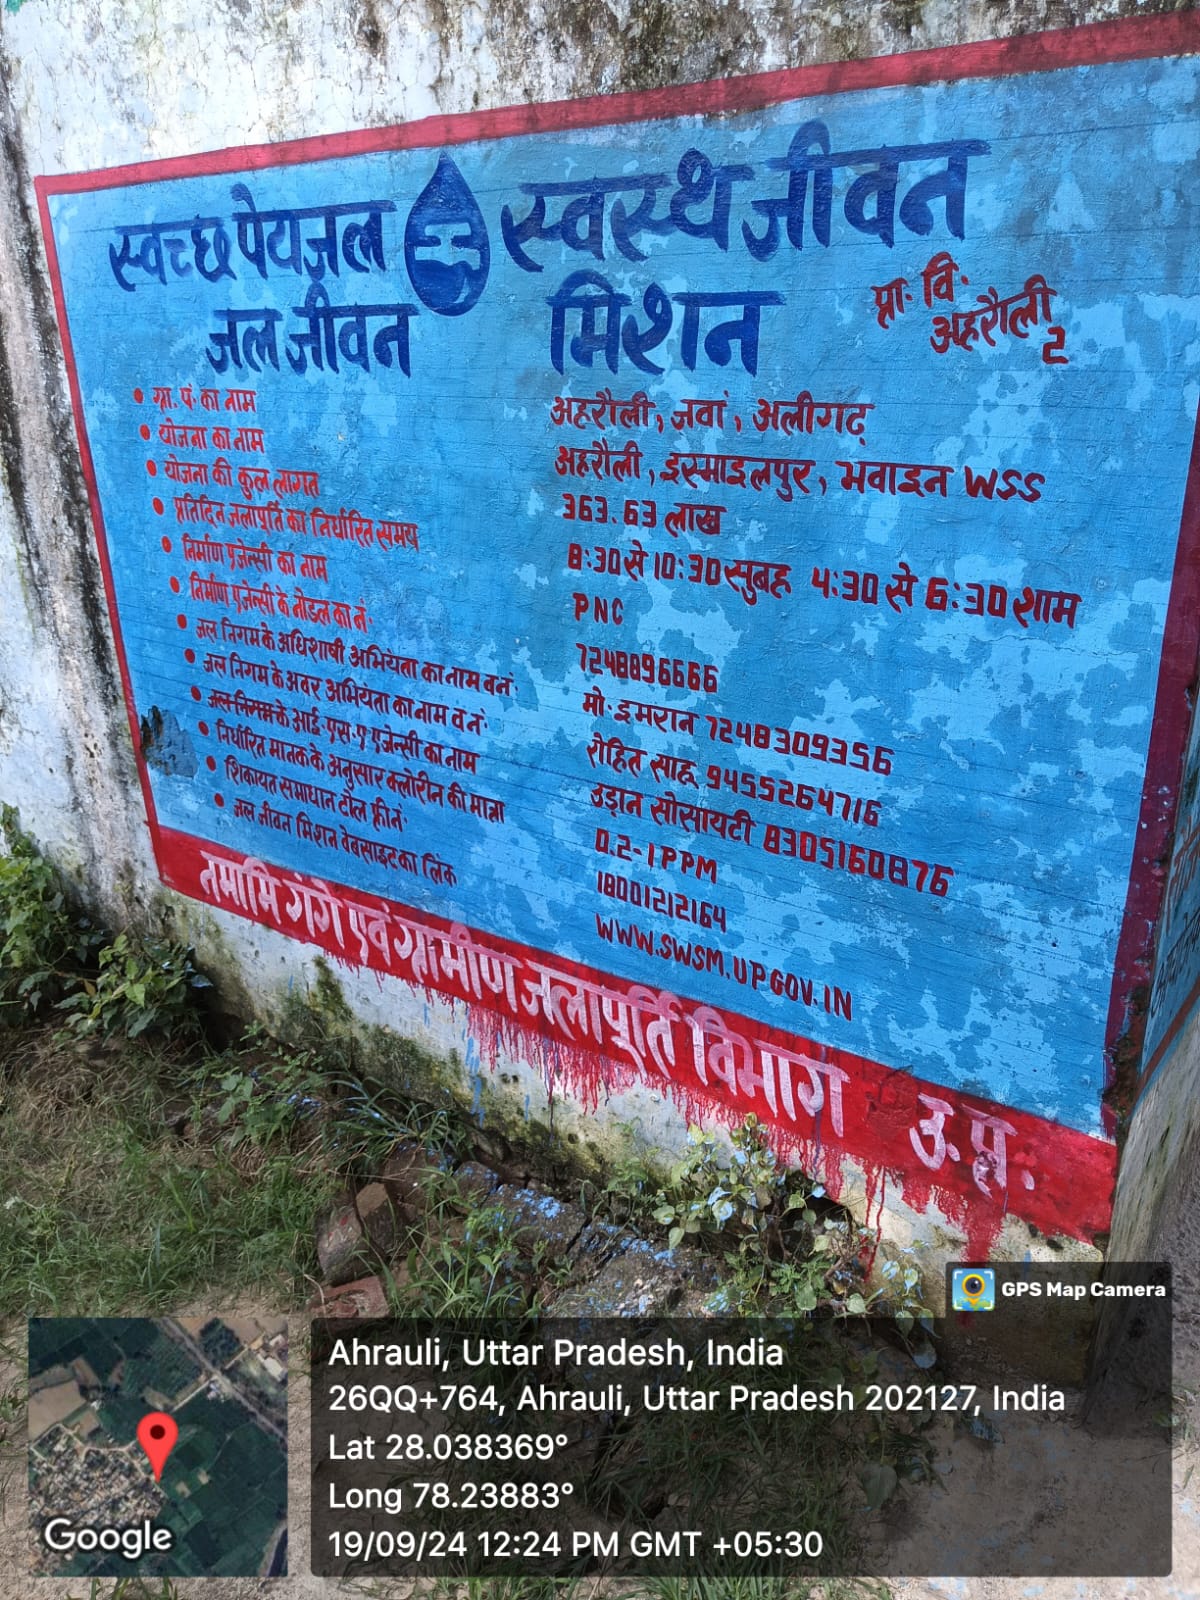 स्वच्छ पेयजल स्वस्थ जीवन
जल जीवन मिशन
प्रा. वि.
अहरौली
2
• ग्रा. पं. का नाम अहरौली, जवां, अलीगढ़
• योजना का नाम अहरौली, इस्माइलपुर, भवाइन WSS
• योजना की कुल लागत 363.63 लाख
• प्रतिदिन जलापूर्ति का निर्धारित समय 8:30 से 10:30 सुबह 4:30 से 6:30 शाम
• निर्माण एजेन्सी का नाम PNC
• निर्माण एजेन्सी के नोडल का नं. 7248896666
• जल निगम के अधिशाषी अभियंता का नाम व नं. मो. इमरान 7248309356
• जल निगम के अवर अभियंता का नाम व नं. रोहित साहू 9455264716
• जल निगम के आई. एस. ए एजेन्सी का नाम उड़ान सोसायटी 8305160876
• निर्धारित मानक के अनुसार क्लोरीन की मात्रा 0.2-1 PPM
• शिकायत समाधान टोल फ्री नं. 18001212164
• जल जीवन मिशन वेबसाइट का लिंक WWW.SWSM.UPGOV.IN
नमामि गंगे एवं ग्रामीण जलापूर्ति विभाग उ. प्र.
GPS Map Camera
Ahrauli, Uttar Pradesh, India
26QQ+764, Ahrauli, Uttar Pradesh 202127, India
Lat 28.038369°
Long 78.23883°
19/09/24 12:24 PM GMT +05:30
Google